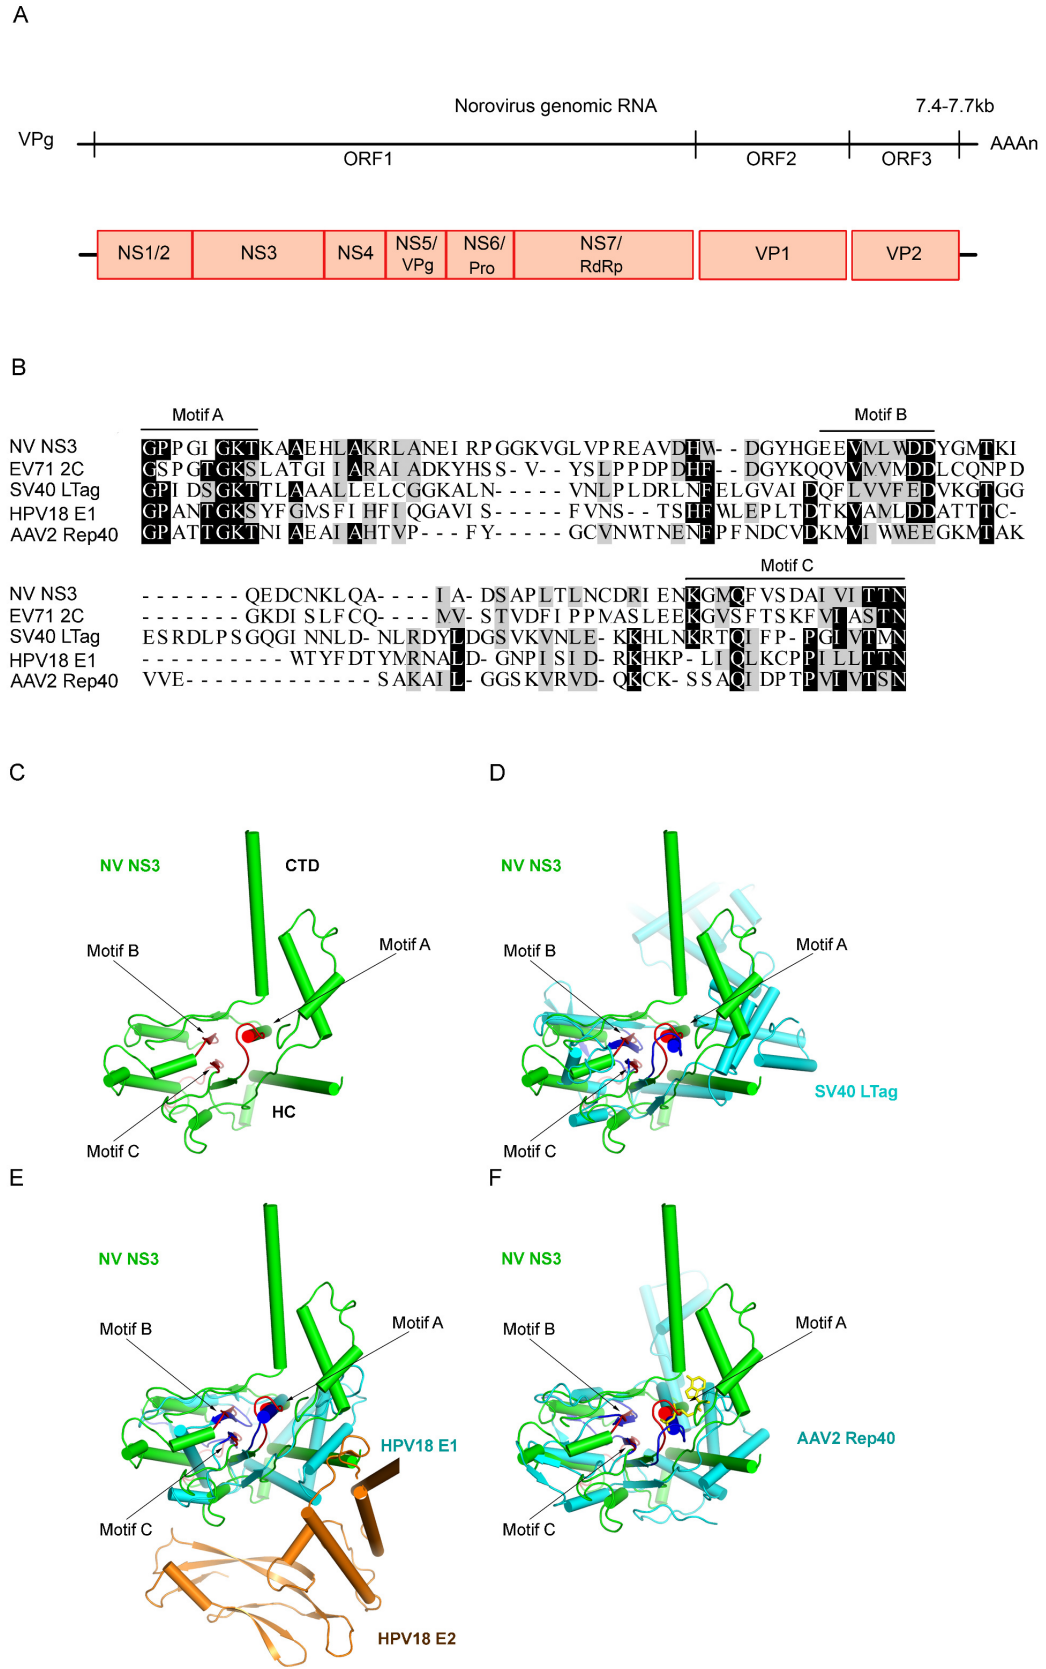 A
Norovirus genomic RNA
7.4-7.7kb
VPg
AAAn
ORF1
ORF2
ORF3
NS1/2
NS3
NS4
NS5/
VPg
NS6/
Pro
NS7/
RdRp
VP1
VP2
B
Motif A
Motif B
NV NS3 GPPGIGKTKAAEHLAKRLANEIRPGGKVGLVPREAVDHW--DGYHGEEVMLWDDYGMTKI
EV71 2C GSPGTGKSLATGIIARALADKYHSS-V--YSLPPDPDHF--DGYKQQVVMVMDDLCQNPD
SV40 LTag GPIDSGKTTLAAALLELCGGKALN-----VNLPLDRLNFELGVAIDQFLVVFEDVKGTGG
HPV18 E1 GPANTGKSYFGMSFIHFIQGAVIS-----FVNS--TSHFWLEPLTDTKVAMLDDATTTC-
AAV2 Rep40 GPATTGKTNIAEAIAHTVP---FY-----GCVNWTNENFPFNDCVDKMVIWWEEGKMTAK
Motif C
NV NS3 -------QEDCNKLQA----IA-DSAPLTLNCDRIENKGMQFVSDAIVITTN
EV71 2C -------GKDISLFCQ----MV-STVDFIPPMASLEEKGVSFTSKFVIASTN
SV40 LTag ESRDLPSGQGINNLD-NLRDYLDGSVKVNLE-KKHLNKRTQIFP-PGIVTMN
HPV18 E1 ----------WTYFDTYMRNALD-GNPISID-RKHKP-LIQLKCPPILLTTN
AAV2 Rep40 VVE-------------SAKAIL-GGSKVRVD-QKCK-SSAQIDPTPVIVTSN
C
NV NS3
CTD
Motif B
Motif A
HC
Motif C
D
NV NS3
Motif B
Motif A
SV40 LTag
Motif C
E
NV NS3
Motif B
Motif A
HPV18 E1
Motif C
HPV18 E2
F
NV NS3
Motif B
Motif A
AAV2 Rep40
Motif C